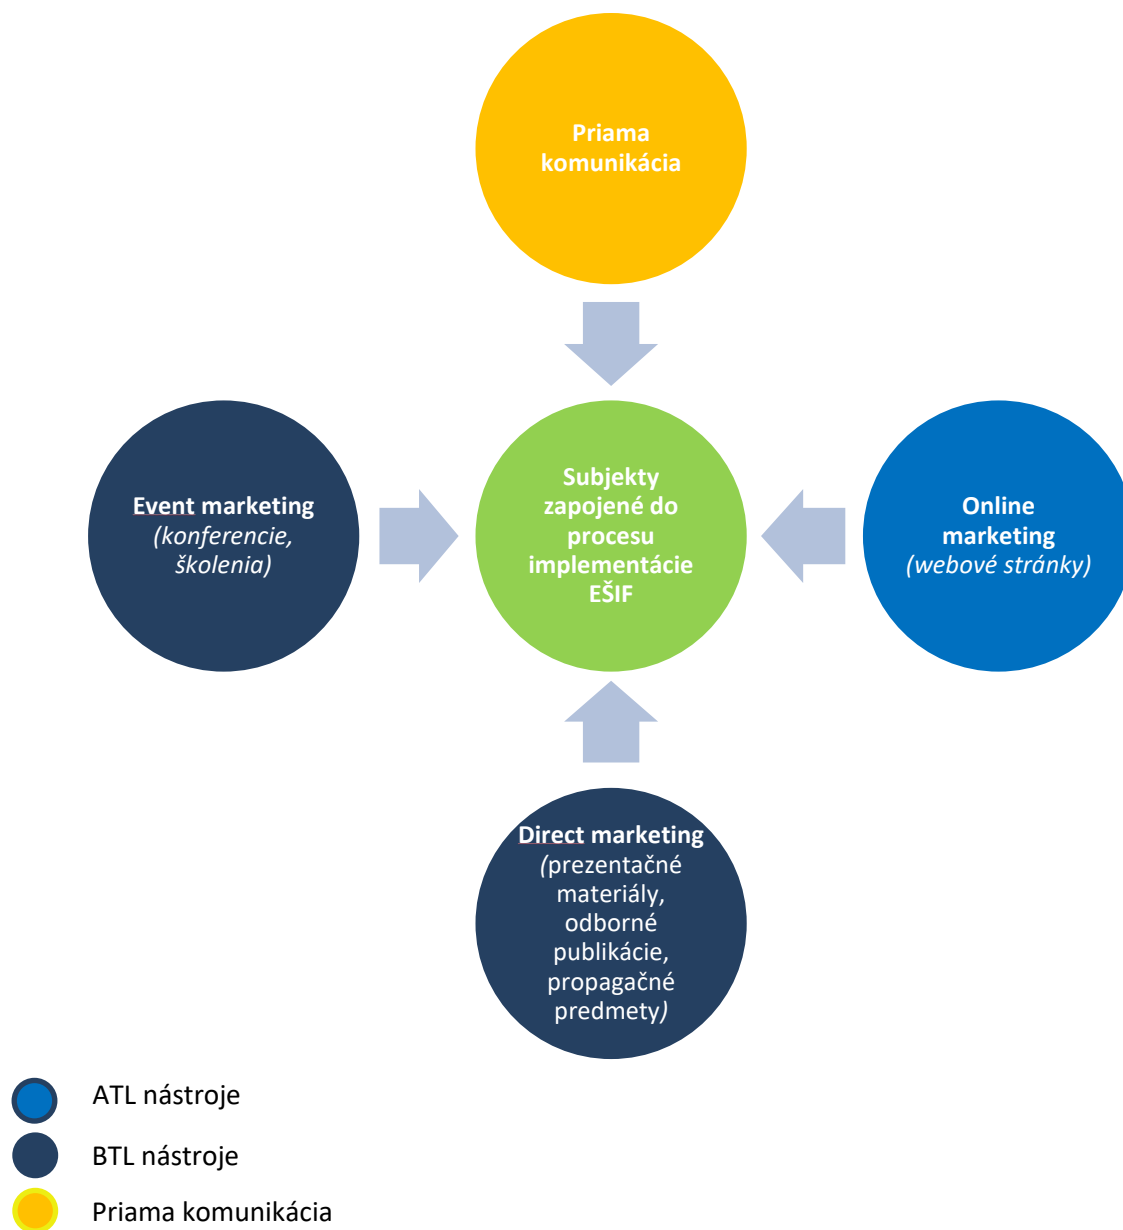 Priama
komunikácia
Event marketing
(konferencie,
školenia)
Subjekty
zapojené do
procesu
implementácie
EŠIF
Online
marketing
(webové stránky)
Direct marketing
(prezentačné
materiály,
odborné
publikácie,
propagačné
predmety)
ATL nástroje
BTL nástroje
Priama komunikácia